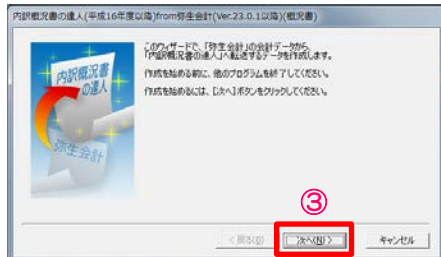 内訳概況書の達人(平成16年度以降)from弥生会計(Ver.23.0.1以降)(概況書)
このウィザードで、「弥生会計」の会計データから、
「内訳概況書の達人」へ転送するデータを作成します。
作成を始める前に、他のプログラムを終了してください。
作成を始めるには、[次へ]ボタンをクリックしてください。
内訳概況書
の達人
弥生会計
③
< 戻る(B)
次へ(N) >
キャンセル